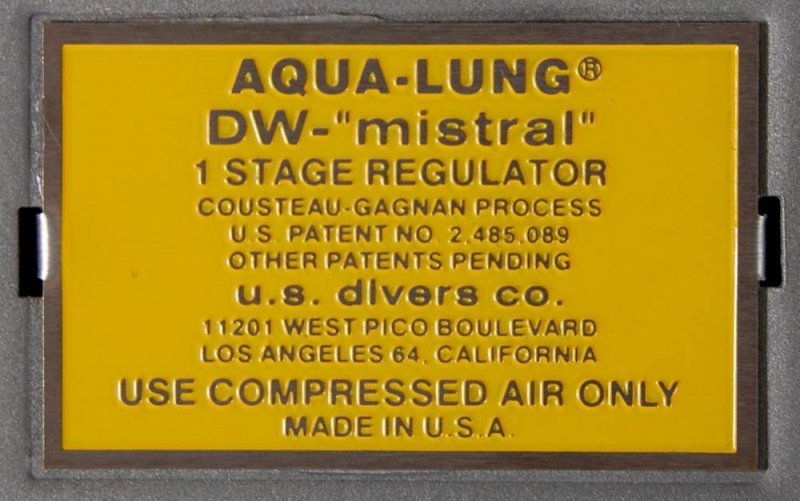 AQUA-LUNG®
DW-"mistral"
1 STAGE REGULATOR
COUSTEAU-GAGNAN PROCESS
U.S. PATENT NO. 2,485,089
OTHER PATENTS PENDING
u.s. divers co.
11201 WEST PICO BOULEVARD
LOS ANGELES 64, CALIFORNIA
USE COMPRESSED AIR ONLY
MADE IN U.S.A.